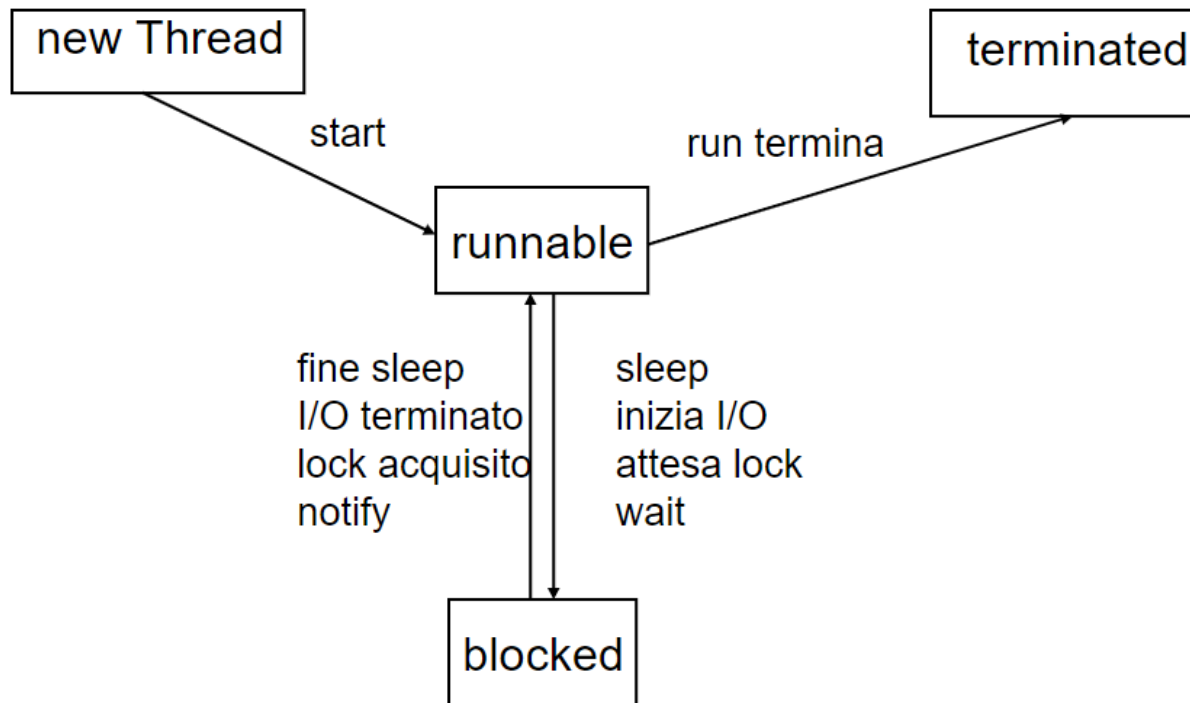 new Thread
terminated
start
run termina
runnable
fine sleep
I/O terminato
lock acquisito
notify
sleep
inizia I/O
attesa lock
wait
blocked